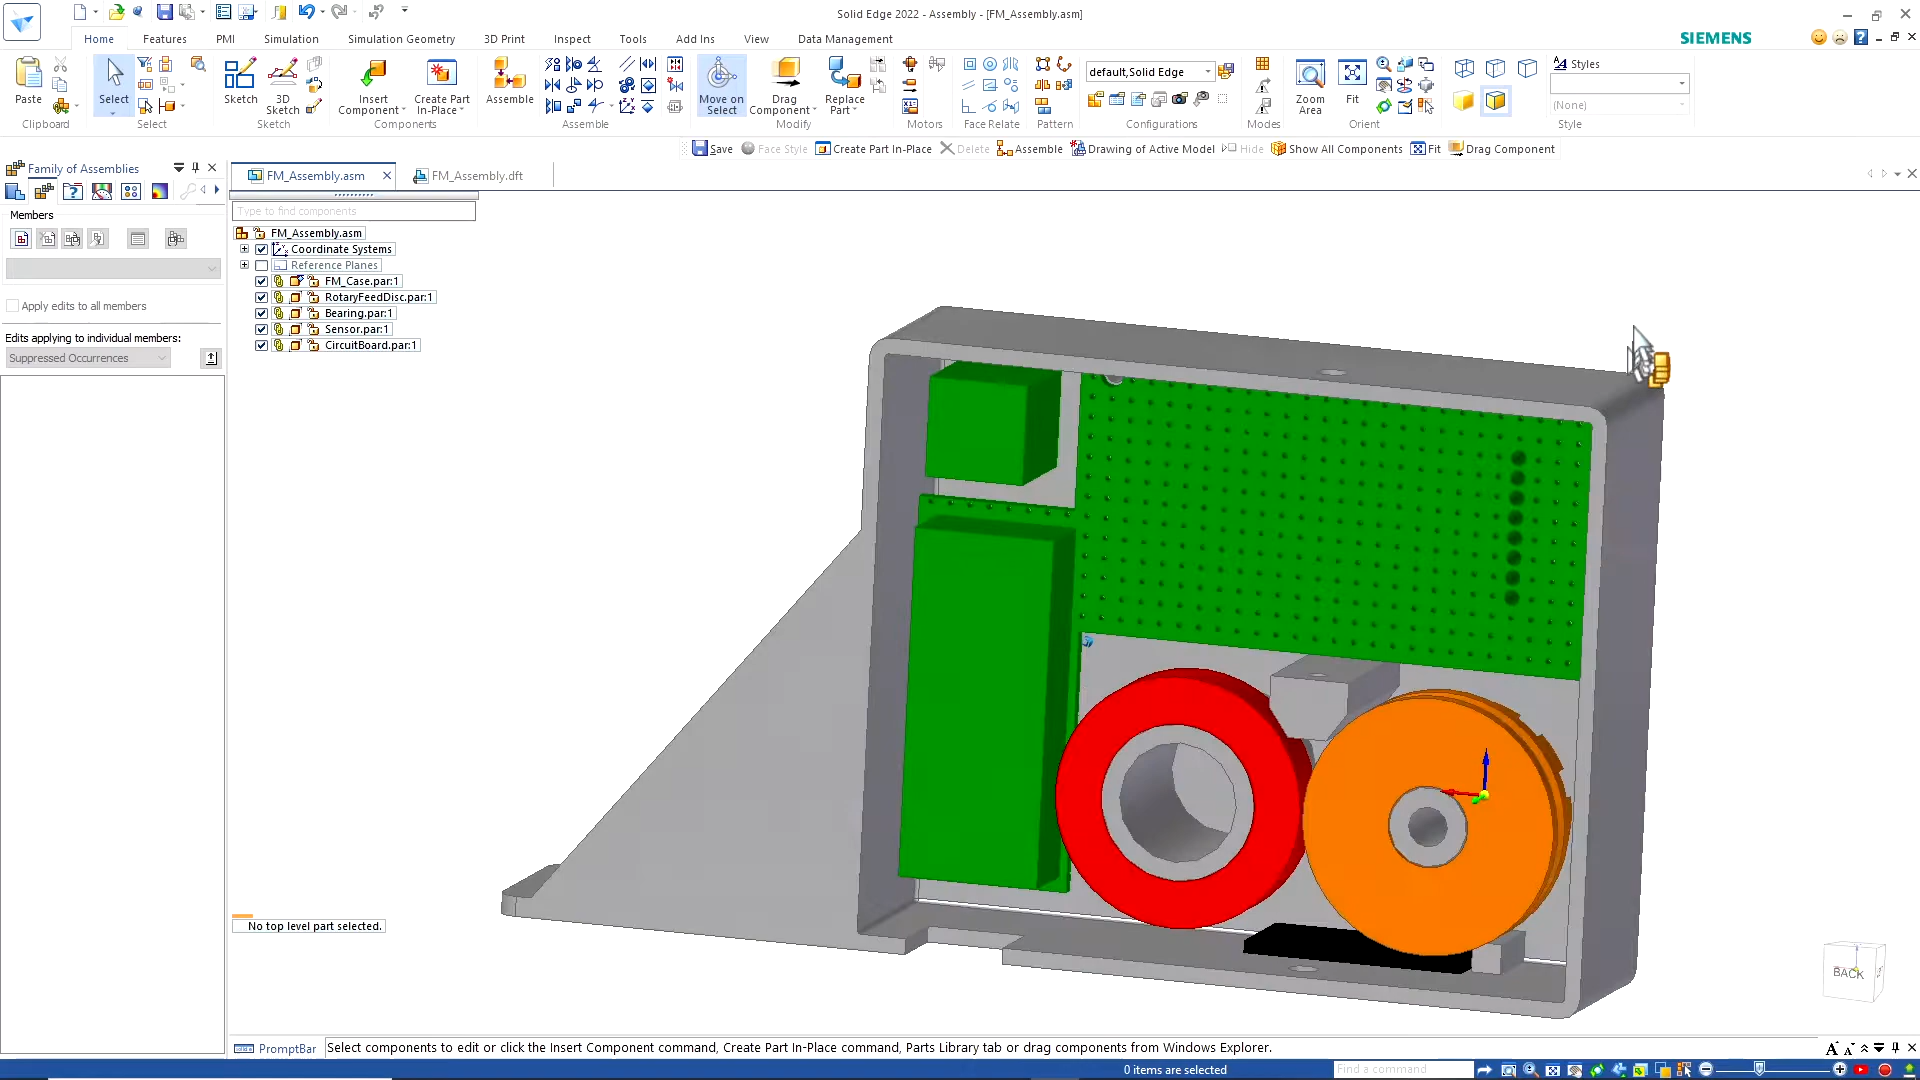 Solid Edge 2022 - Assembly - [FM_Assembly.asm]
Home
Features
PMI
Simulation
Simulation Geometry
3D Print
Inspect
Tools
Add Ins
View
Data Management
SIEMENS
Paste
Clipboard
Select
Select
Sketch
3D Sketch
Sketch
Insert Component
Create Part In-Place
Components
Assemble
Assemble
Move on Select
Drag Component
Replace Part
Modify
Motors
Face Relate
Pattern
default,Solid Edge
Configurations
Modes
Zoom Area
Fit
Orient
Styles
(None)
Style
Save
Face Style
Create Part In-Place
Delete
Assemble
Drawing of Active Model
Hide
Show All Components
Fit
Drag Component
Family of Assemblies
Members
Apply edits to all members
Edits applying to individual members:
Suppressed Occurrences
FM_Assembly.asm
FM_Assembly.dft
Type to find components
FM_Assembly.asm
Coordinate Systems
Reference Planes
FM_Case.par:1
RotaryFeedDisc.par:1
Bearing.par:1
Sensor.par:1
CircuitBoard.par:1
No top level part selected.
BACK
PromptBar
Select components to edit or click the Insert Component command, Create Part In-Place command, Parts Library tab or drag components from Windows Explorer.
0 items are selected
Find a command